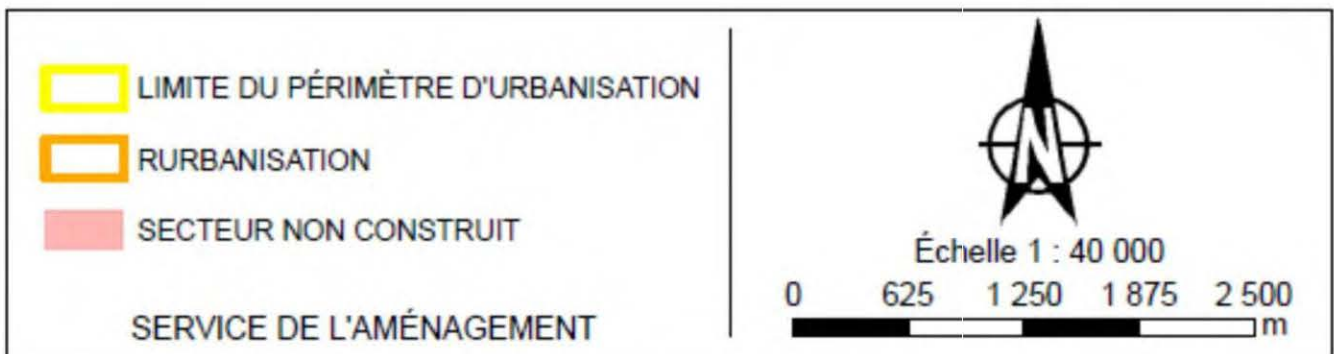 LIMITE DU PÉRIMÈTRE D'URBANISATION
RURBANISATION
SECTEUR NON CONSTRUIT
SERVICE DE L'AMÉNAGEMENT
N
Échelle 1 : 40 000
0 625 1 250 1 875 2 500
m